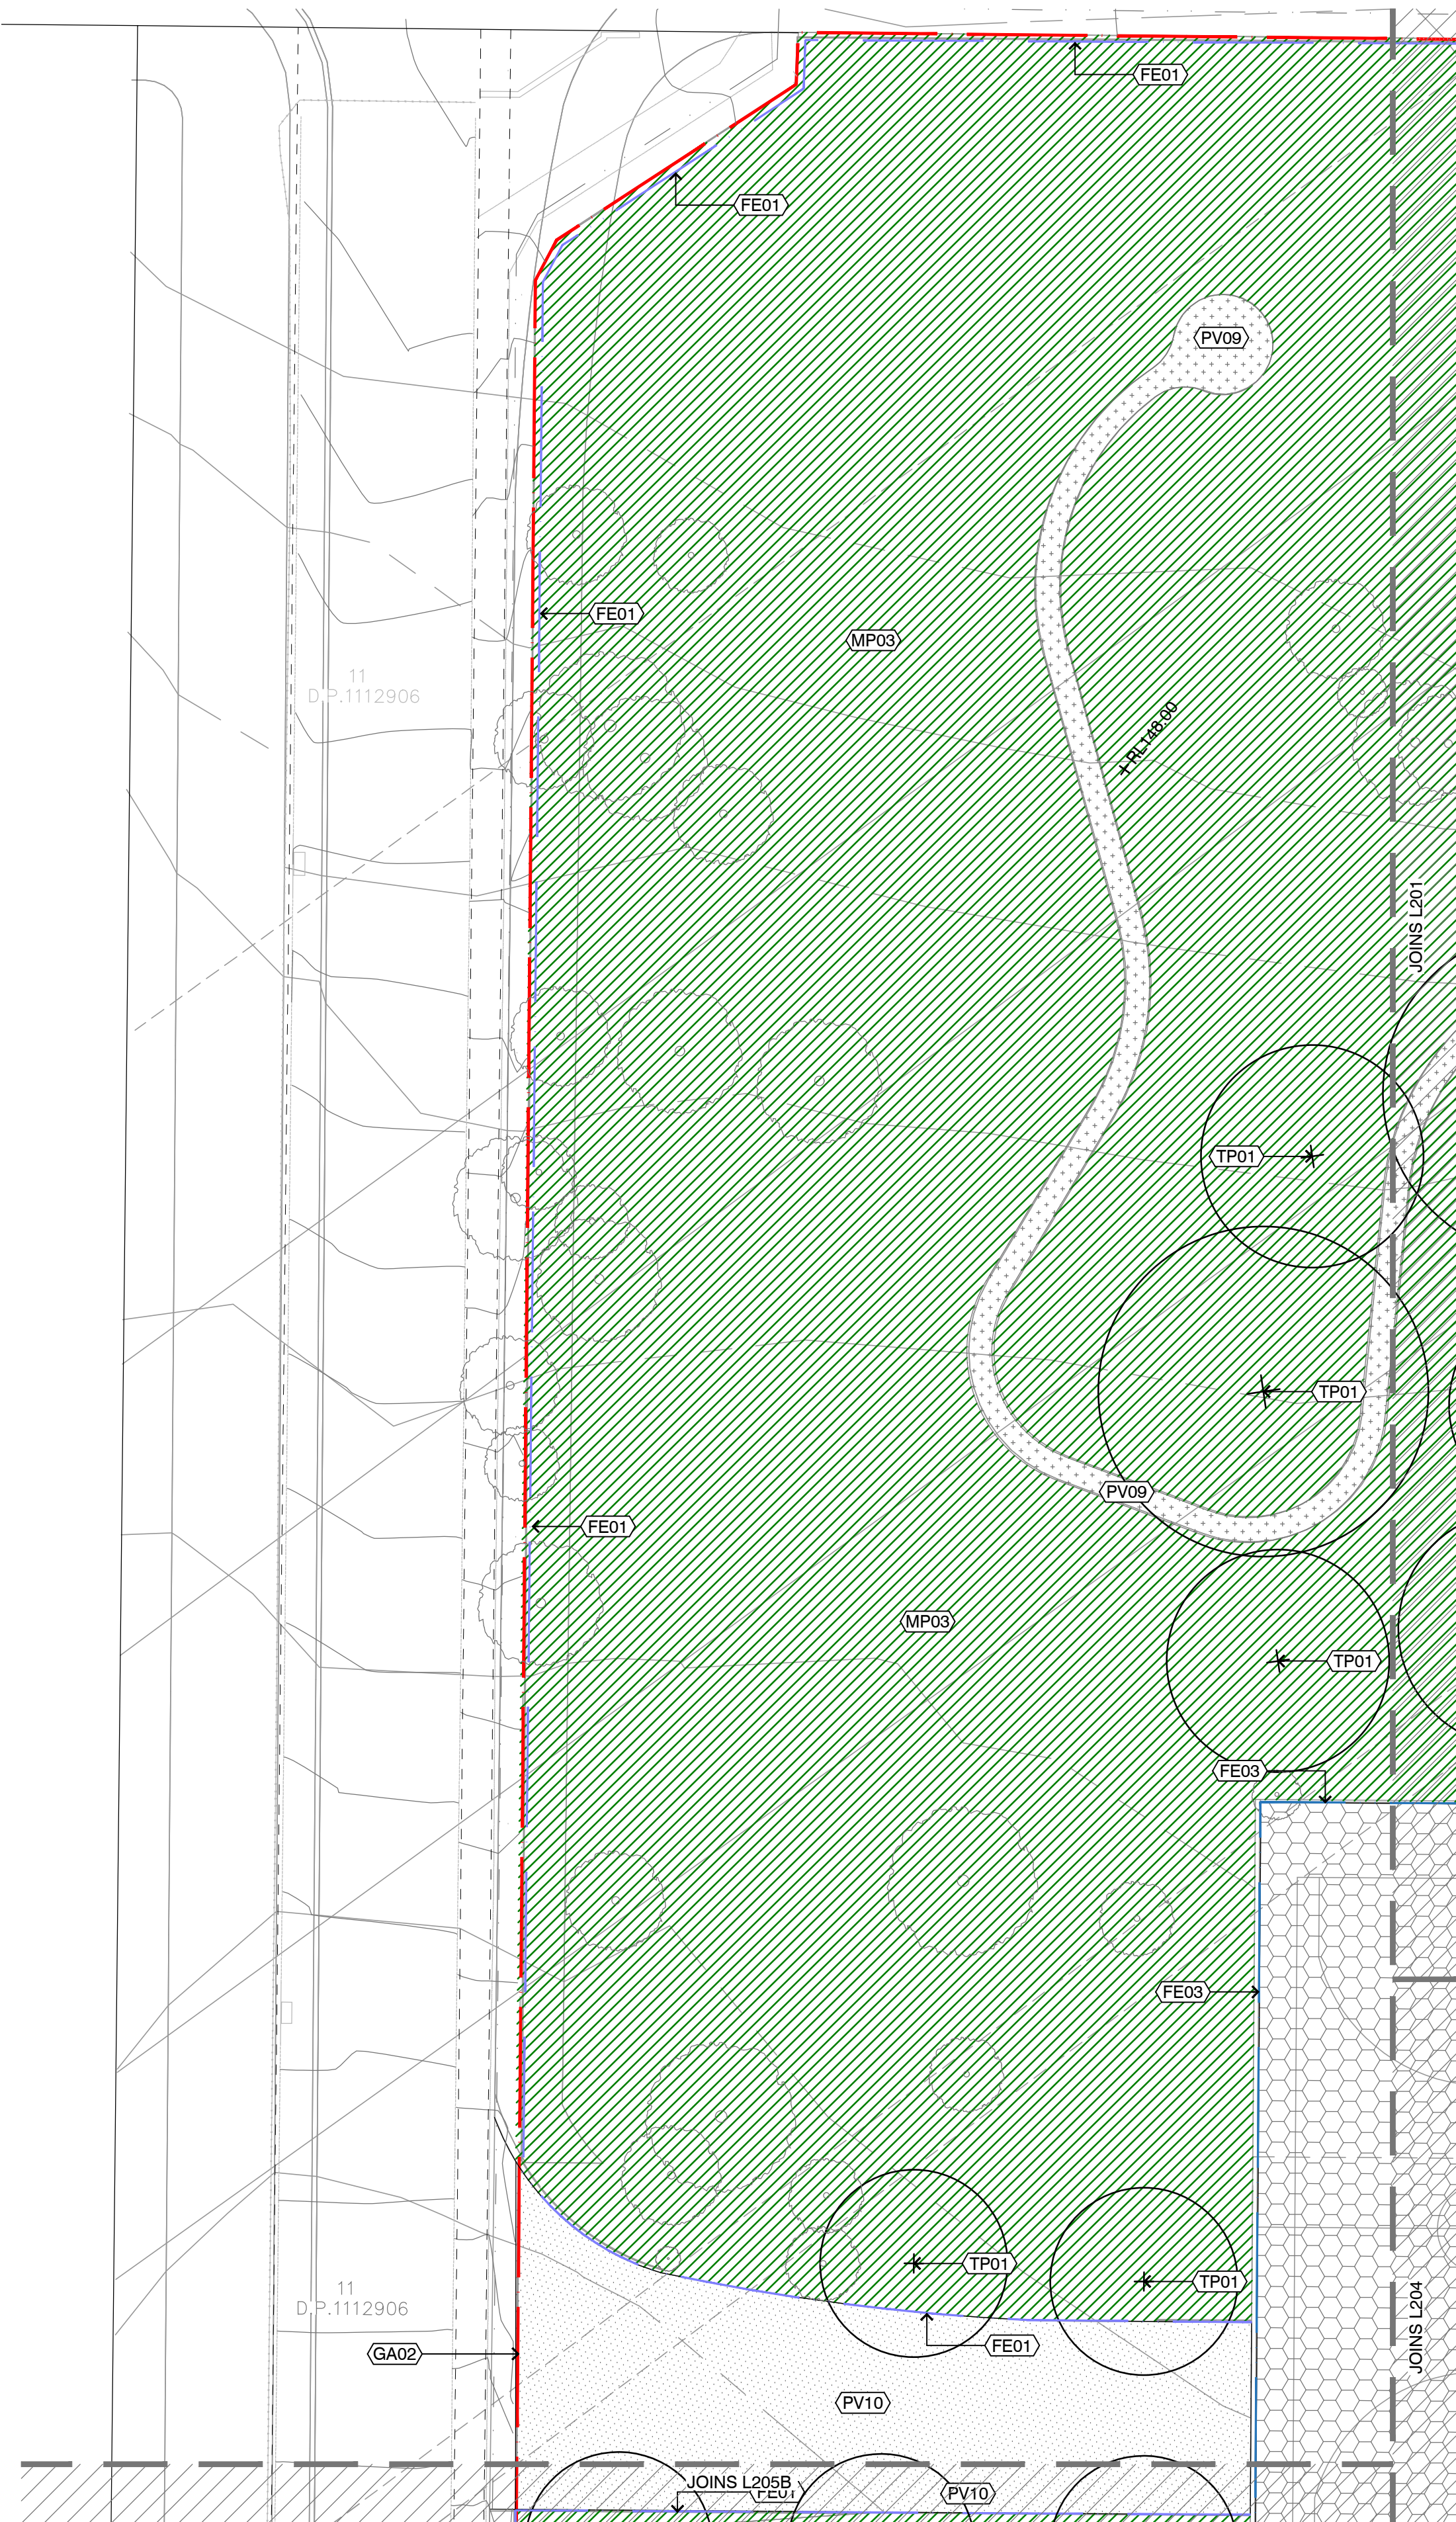 FE01
FE01
PV09
FE01
MP03
11
D.P.1112906
+RL148.00
JOINS L201
TP01
TP01
PV09
FE01
MP03
TP01
FE03
FE03
TP01
TP01
11
D.P.1112906
FE01
GA02
JOINS L204
PV10
JOINS L205B
FE01
PV10